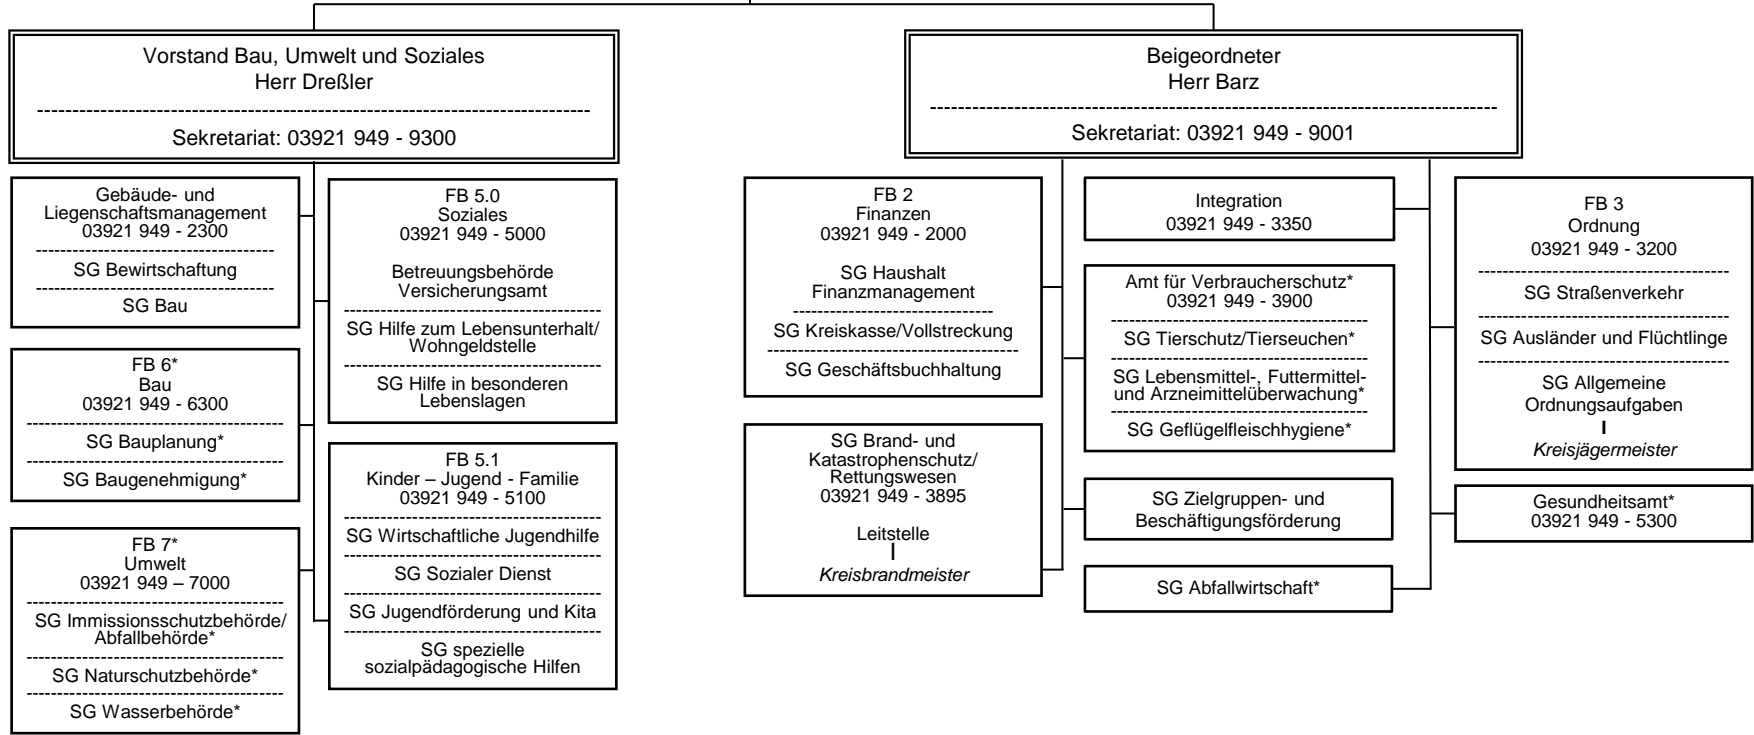 Vorstand Bau, Umwelt und Soziales
Herr Dreßler
--------------------------------------------------------------------------------
Sekretariat: 03921 949 - 9300
Gebäude- und
Liegenschaftsmanagement
03921 949 - 2300
SG Bewirtschaftung
SG Bau
FB 6*
Bau
03921 949 - 6300
SG Bauplanung*
SG Baugenehmigung*
FB 7*
Umwelt
03921 949 – 7000
SG Immissionsschutzbehörde/
Abfallbehörde*
SG Naturschutzbehörde*
SG Wasserbehörde*
FB 5.0
Soziales
03921 949 - 5000
Betreuungsbehörde
Versicherungsamt
SG Hilfe zum Lebensunterhalt/
Wohngeldstelle
SG Hilfe in besonderen
Lebenslagen
FB 5.1
Kinder – Jugend - Familie
03921 949 - 5100
SG Wirtschaftliche Jugendhilfe
SG Sozialer Dienst
SG Jugendförderung und Kita
SG spezielle
sozialpädagogische Hilfen
Beigeordneter
Herr Barz
Sekretariat: 03921 949 - 9001
FB 2
Finanzen
03921 949 - 2000
SG Haushalt
Finanzmanagement
SG Kreiskasse/Vollstreckung
SG Geschäftsbuchhaltung
SG Brand- und
Katastrophenschutz/
Rettungswesen
03921 949 - 3895
Leitstelle
Kreisbrandmeister
Integration
03921 949 - 3350
Amt für Verbraucherschutz*
03921 949 - 3900
SG Tierschutz/Tierseuchen*
SG Lebensmittel-, Futtermittel-
und Arzneimittelüberwachung*
SG Geflügelfleischhygiene*
SG Zielgruppen- und
Beschäftigungsförderung
SG Abfallwirtschaft*
FB 3
Ordnung
03921 949 - 3200
SG Straßenverkehr
SG Ausländer und Flüchtlinge
SG Allgemeine
Ordnungsaufgaben
Kreisjägermeister
Gesundheitsamt*
03921 949 - 5300